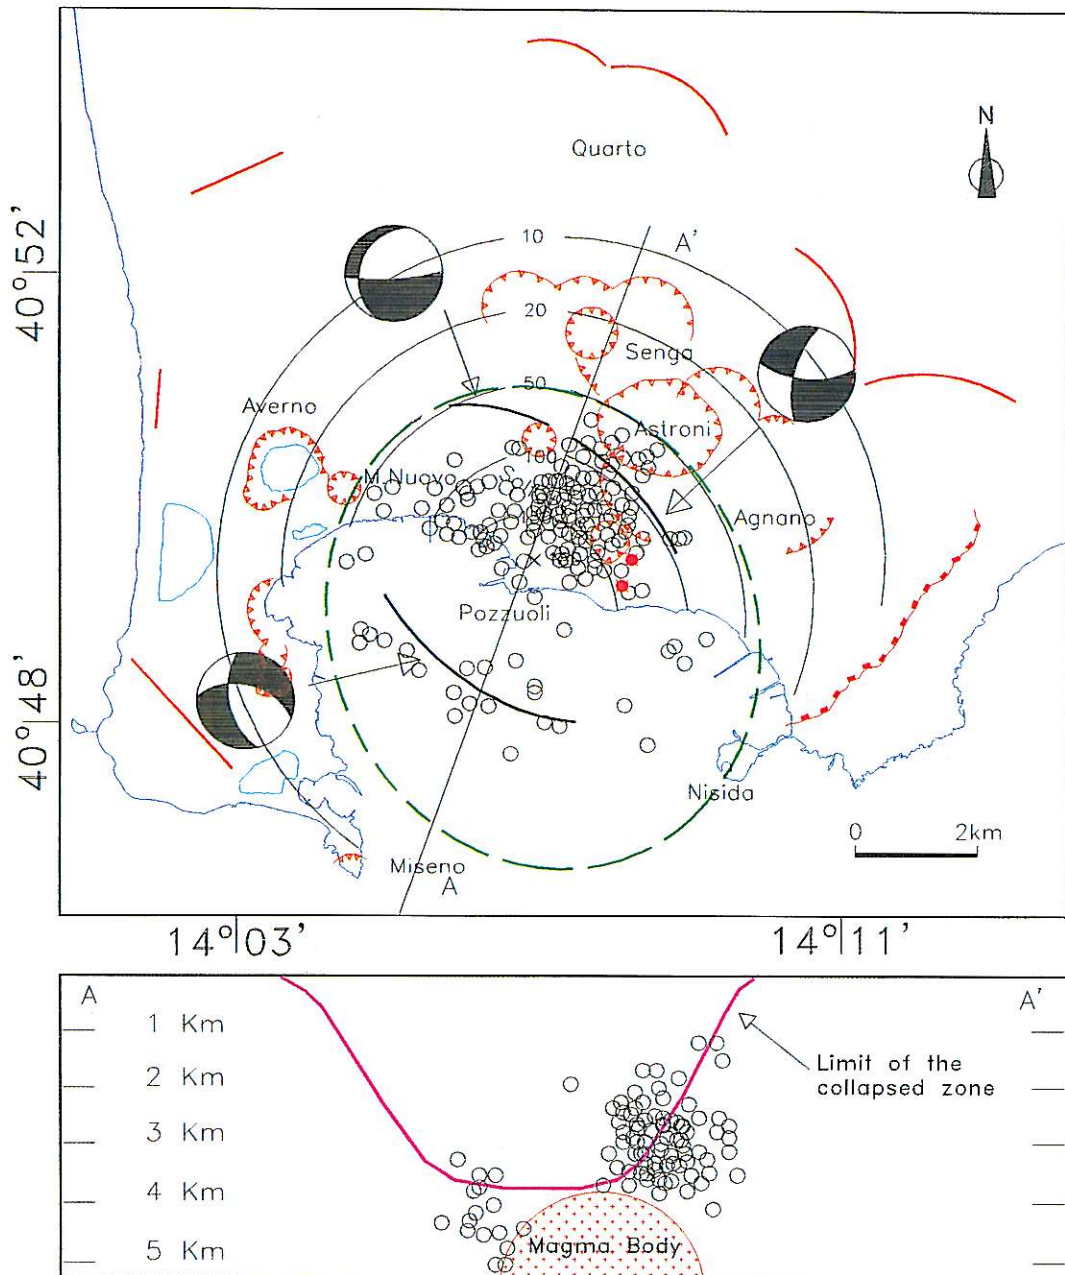 N
Quarto
40°52'
10
A'
20
Senga
50
Averno
Astroni
M.Nuovo
100
Agnano
Pozzuoli
40°48'
Nisida
0 2km
Miseno
A
14°03' 14°11'
A A'
1 Km
Limit of the
collapsed zone
2 Km
3 Km
4 Km
Magma Body
5 Km